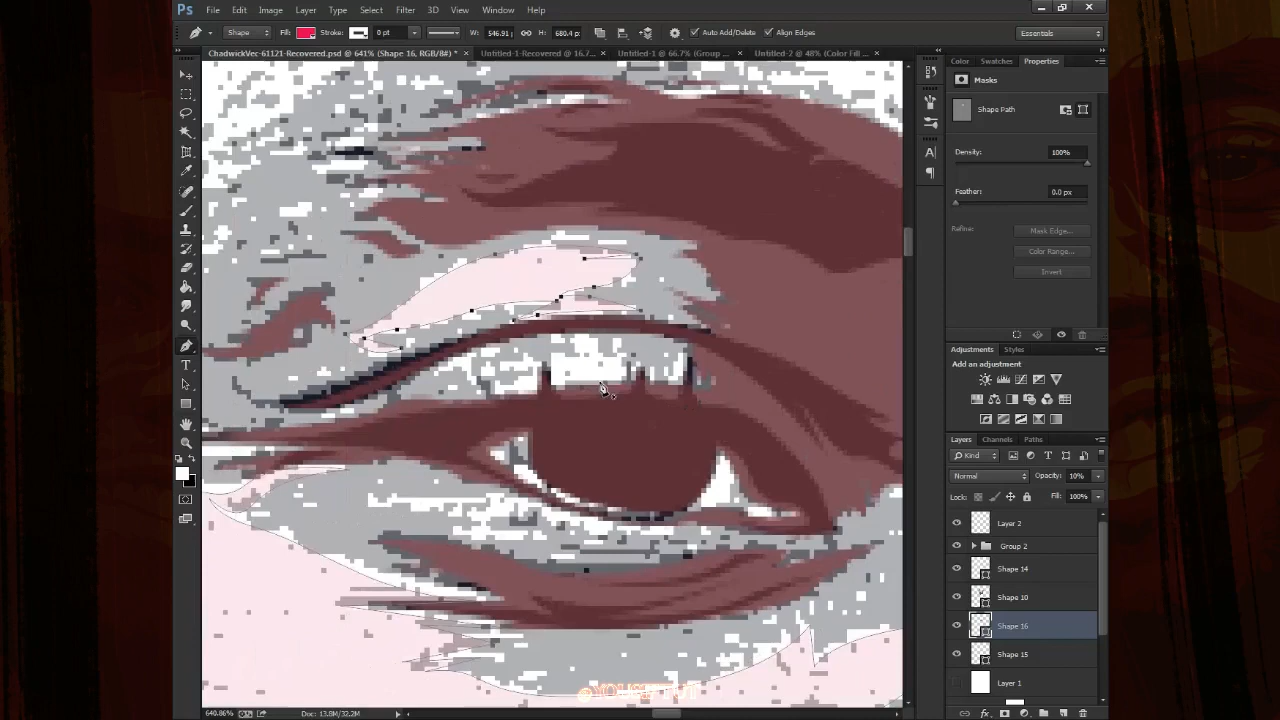 Ps File Edit Image Layer Type Select Filter 3D View Window Help
Shape Fill: Stroke: 0 pt W: 546.91 H: 680.4 p: Auto Add/Delete Align Edges Essentials
ChadwickVec-61121-Recovered.psd @ 641% (Shape 16, RGB/8#) * Untitled-1-Recovered @ 16.7... Untitled-1 @ 66.7% (Group ... Untitled-2 @ 48% (Color Fill ...
Color Swatches Properties
Masks
Shape Path
Density: 100%
Feather: 0.0 px
Refine: Mask Edge...
Color Range...
Invert
Adjustments Styles
Add an adjustment
Layers Channels Paths
Kind
Normal Opacity: 10%
Lock: Fill: 100%
Layer 2
Group 2
Shape 14
Shape 10
Shape 16
Shape 15
Layer 1
640.86% Doc: 13.8M/32.2M